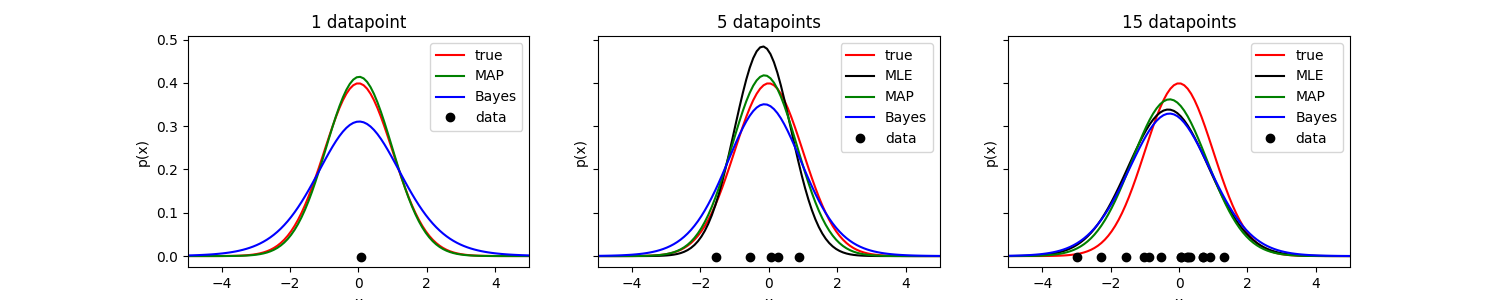 1 datapoint
5 datapoints
15 datapoints
p(x)
0.5
0.4
0.3
0.2
0.1
0.0
−4
−2
0
2
4
true
MAP
Bayes
data
p(x)
−4
−2
0
2
4
true
MLE
MAP
Bayes
data
p(x)
−4
−2
0
2
4
true
MLE
MAP
Bayes
data